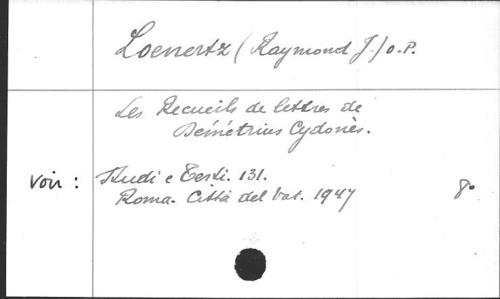 Loenertz (Raymond J.) O.P.
Les Recueils de lettres de
Démétrius Cydonès.
Voir : Studi e Testi. 131.
Roma. Città del Vat. 1947 8°